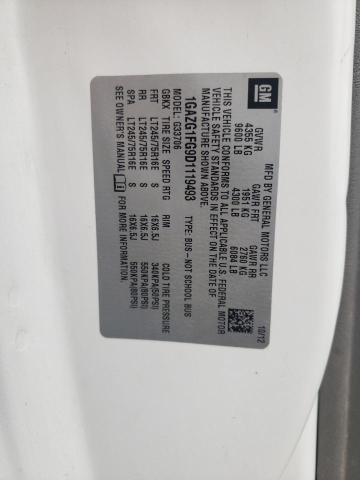 GM
MFD BY GENERAL MOTORS LLC
10/12
GVWR GAWR FRT GAWR RR
4355 KG 1951 KG 2760 KG
9600 LB 4300 LB 6084 LB
THIS VEHICLE CONFORMS TO ALL APPLICABLE U.S. FEDERAL MOTOR
VEHICLE SAFETY STANDARDS IN EFFECT ON THE DATE OF
MANUFACTURE SHOWN ABOVE.
1GAZG1FG9D1119493 TYPE: BUS-NOT SCHOOL BUS
G33706
GBKX TIRE SIZE SPEED RTG RIM COLD TIRE PRESSURE
FRT LT245/75R16E S 16X6.5J 340KPA(50PSI)
RR LT245/75R16E S 16X6.5J 550KPA(80PSI)
SPA LT245/75R16E S 16X6.5J 550KPA(80PSI)
SEE OWNER'S MANUAL FOR MORE INFORMATION.